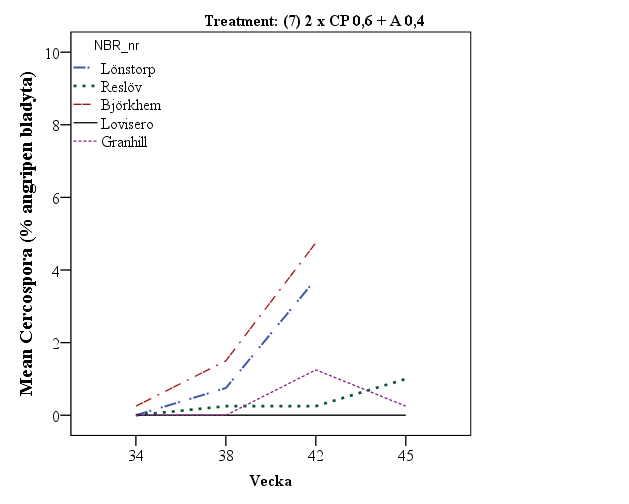 Treatment: (7) 2 x CP 0,6 + A 0,4
NBR_nr
Lönstorp
Reslöv
Björkhem
Lovisero
Granhill
Mean Cercospora (% angripen bladyta)
10
8
6
4
2
0
34
38
42
45
Vecka